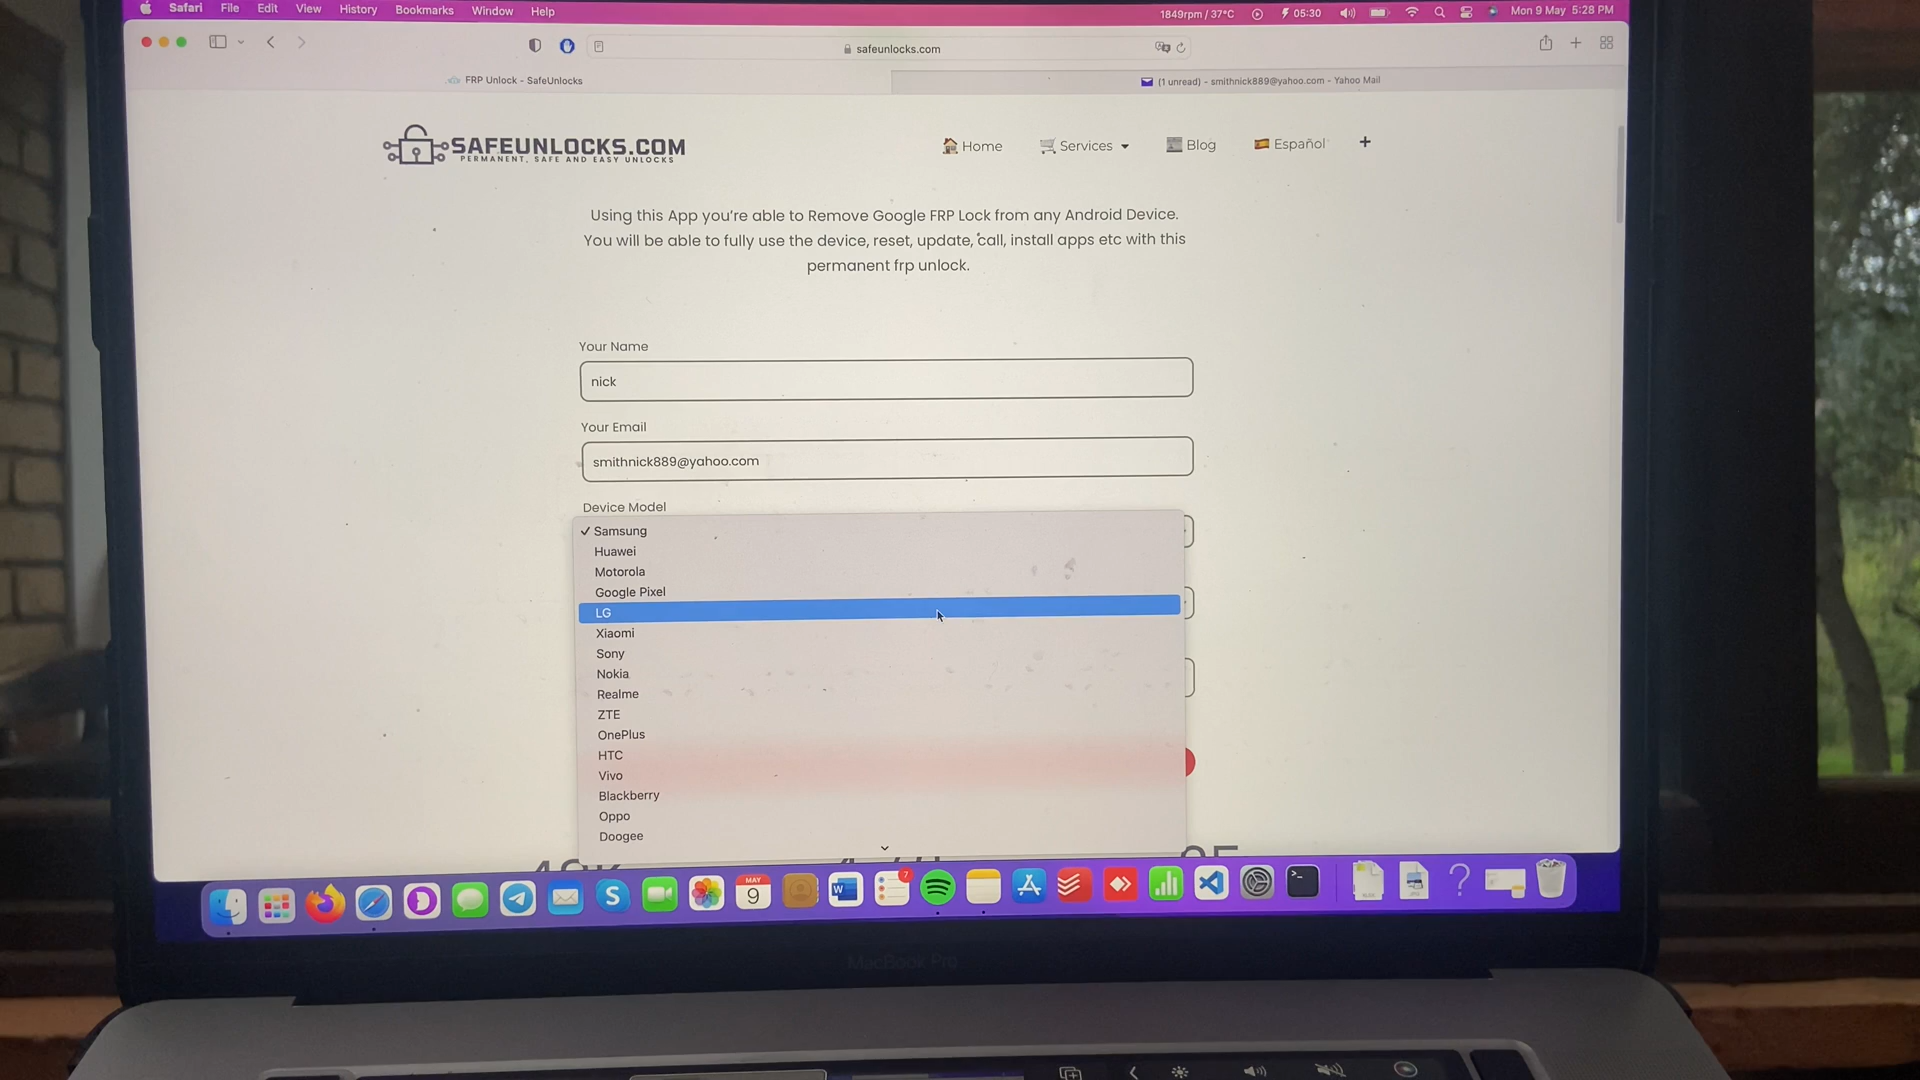 Safari File Edit View History Bookmarks Window Help
1849rpm / 37°C 05:30 Mon 9 May 5:28 PM
safeunlocks.com
FRP Unlock - SafeUnlocks
(1 unread) - smithnick889@yahoo.com - Yahoo Mail
SAFEUNLOCKS.COM
PERMANENT, SAFE AND EASY UNLOCKS
Home Services Blog Español +
Using this App you're able to Remove Google FRP Lock from any Android Device.
You will be able to fully use the device, reset, update, call, install apps etc with this
permanent frp unlock.
Your Name
nick
Your Email
smithnick889@yahoo.com
Device Model
✓ Samsung
Huawei
Motorola
Google Pixel
LG
Xiaomi
Sony
Nokia
Realme
ZTE
OnePlus
HTC
Vivo
Blackberry
Oppo
Doogee
MAY
9
7
MacBook Pro